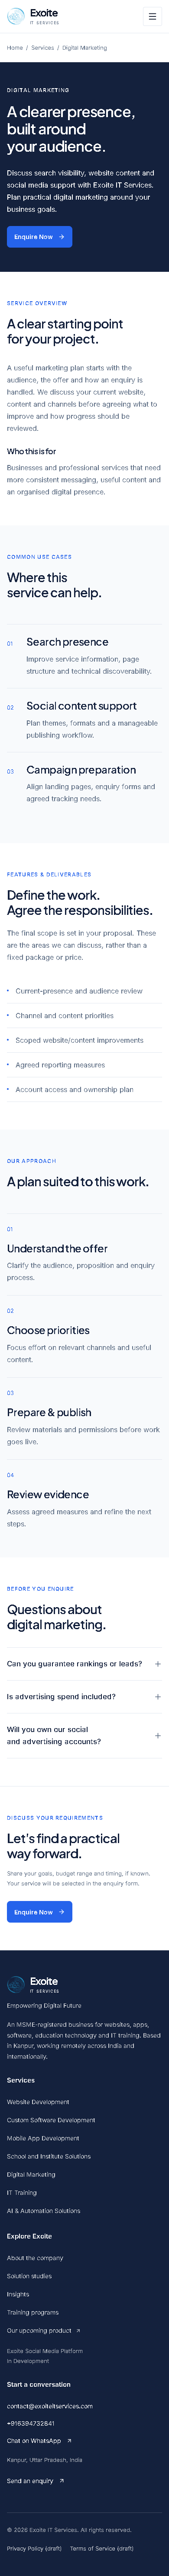 Exoite
IT SERVICES
Home / Services / Digital Marketing
DIGITAL MARKETING
A clearer presence,
built around
your audience.
Discuss search visibility, website content and
social media support with Exoite IT Services.
Plan practical digital marketing around your
business goals.
Enquire Now →
SERVICE OVERVIEW
A clear starting point
for your project.
A useful marketing plan starts with the
audience, the offer and how an enquiry is
handled. We discuss your current website,
content and channels before agreeing what to
improve and how progress should be
reviewed.
Who this is for
Businesses and professional services that need
more consistent messaging, useful content and
an organised digital presence.
COMMON USE CASES
Where this
service can help.
01
Search presence
Improve service information, page
structure and technical discoverability.
02
Social content support
Plan themes, formats and a manageable
publishing workflow.
03
Campaign preparation
Align landing pages, enquiry forms and
agreed tracking needs.
FEATURES & DELIVERABLES
Define the work.
Agree the responsibilities.
The final scope is set in your proposal. These
are the areas we can discuss, rather than a
fixed package or price.
• Current-presence and audience review
• Channel and content priorities
• Scoped website/content improvements
• Agreed reporting measures
• Account access and ownership plan
OUR APPROACH
A plan suited to this work.
01
Understand the offer
Clarify the audience, proposition and enquiry
process.
02
Choose priorities
Focus effort on relevant channels and useful
content.
03
Prepare & publish
Review materials and permissions before work
goes live.
04
Review evidence
Assess agreed measures and refine the next
steps.
BEFORE YOU ENQUIRE
Questions about
digital marketing.
Can you guarantee rankings or leads? +
Is advertising spend included? +
Will you own our social
and advertising accounts? +
DISCUSS YOUR REQUIREMENTS
Let's find a practical
way forward.
Share your goals, budget range and timing, if known.
Your service will be selected in the enquiry form.
Enquire Now →
Exoite
IT SERVICES
Empowering Digital Future
An MSME-registered business for websites, apps,
software, education technology and IT training. Based
in Kanpur, working remotely across India and
internationally.
Services
Website Development
Custom Software Development
Mobile App Development
School and Institute Solutions
Digital Marketing
IT Training
AI & Automation Solutions
Explore Exoite
About the company
Solution studies
Insights
Training programs
Our upcoming product ↗
Exoite Social Media Platform
In Development
Start a conversation
contact@exoiteitservices.com
+916394732841
Chat on WhatsApp ↗
Kanpur, Uttar Pradesh, India
Send an enquiry ↗
© 2026 Exoite IT Services. All rights reserved.
Privacy Policy (draft) Terms of Service (draft)